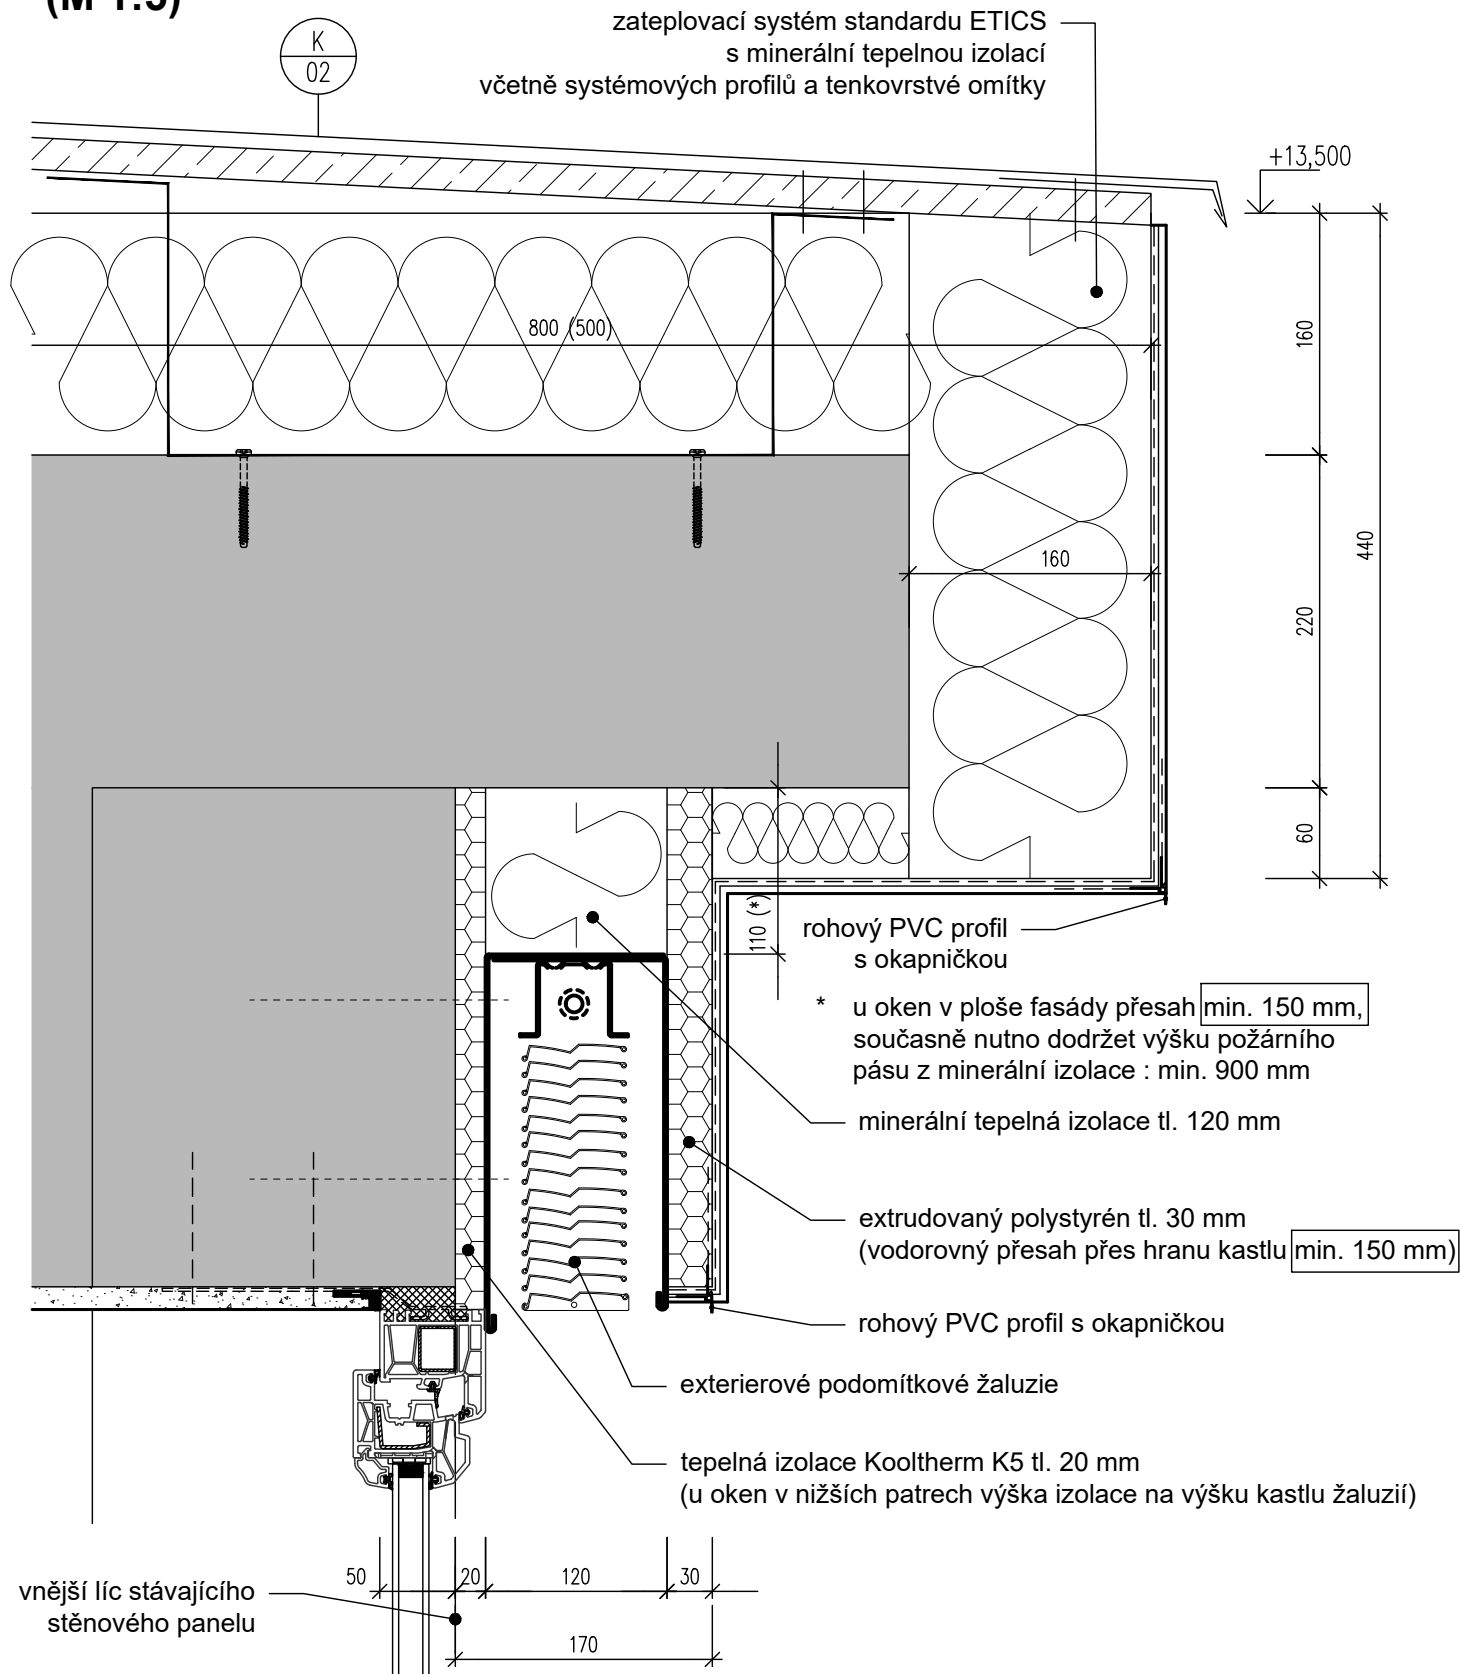 (M 1:5)
K
02
zateplovací systém standardu ETICS
s minerální tepelnou izolací
včetně systémových profilů a tenkovrstvé omítky
+13,500
800 (500)
160
160
220
440
60
110 (*)
rohový PVC profil
s okapničkou
* u oken v ploše fasády přesah min. 150 mm,
současně nutno dodržet výšku požárního
pásu z minerální izolace : min. 900 mm
minerální tepelná izolace tl. 120 mm
extrudovaný polystyrén tl. 30 mm
(vodorovný přesah přes hranu kastlu min. 150 mm)
rohový PVC profil s okapničkou
exterierové podomítkové žaluzie
tepelná izolace Kooltherm K5 tl. 20 mm
(u oken v nižších patrech výška izolace na výšku kastlu žaluzií)
50
20
120
30
vnější líc stávajícího
stěnového panelu
170